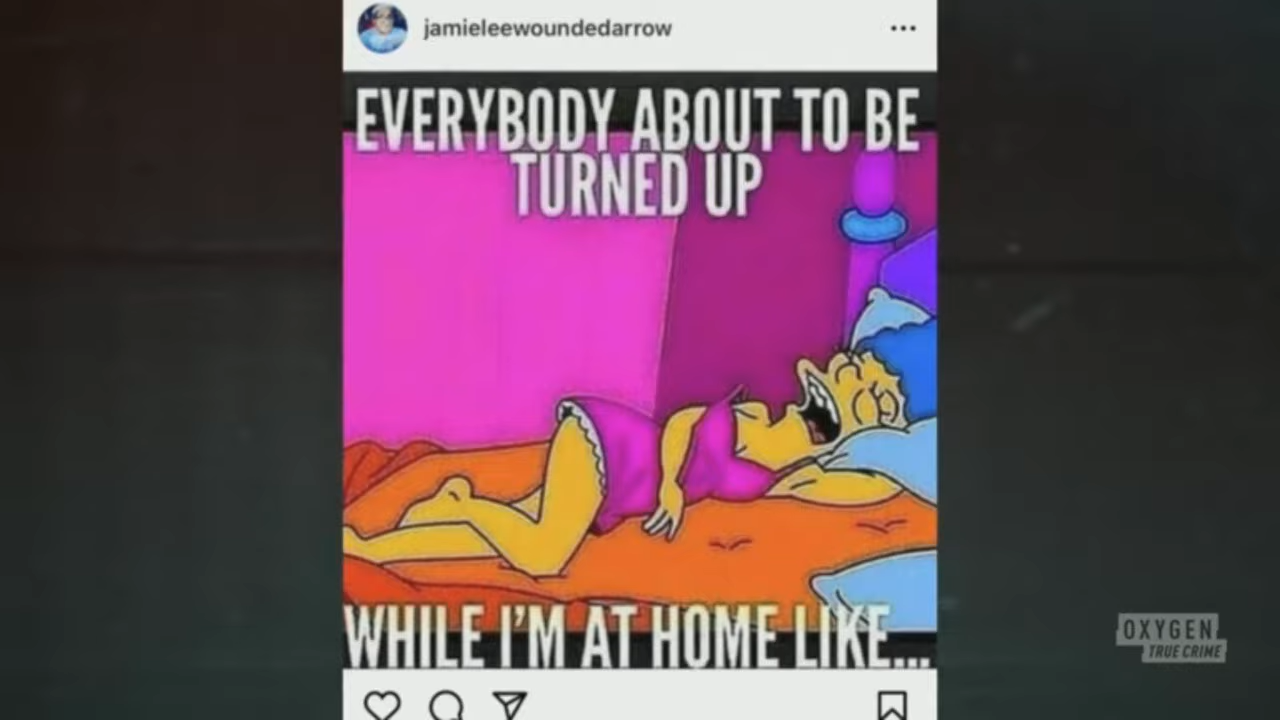 jamieleewoundedarrow
EVERYBODY ABOUT TO BE
TURNED UP
WHILE I'M AT HOME LIKE....
OXYGEN
TRUE CRIME